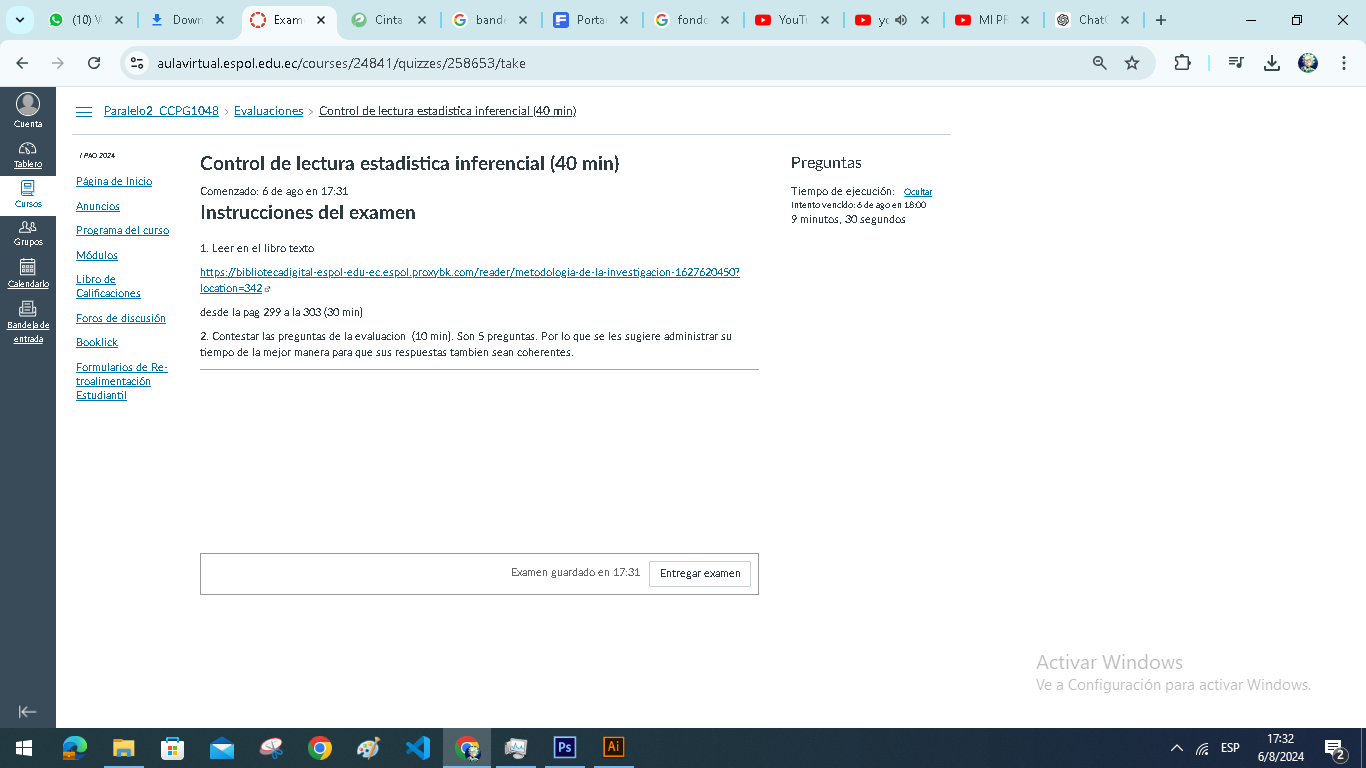 (10) W
Down
Exam
Cinta
band
Porta
fondo
YouTu
yo
MI PR
ChatG
aulavirtual.espol.edu.ec/courses/24841/quizzes/258653/take
Cuenta
Tablero
Cursos
Grupos
Calendario
Bandeja de
entrada
Paralelo2_CCPG1048 > Evaluaciones > Control de lectura estadistica inferencial (40 min)
I PAO 2024
Página de Inicio
Anuncios
Programa del curso
Módulos
Libro de
Calificaciones
Foros de discusión
Booklick
Formularios de Re-
troalimentación
Estudiantil
Control de lectura estadistica inferencial (40 min)
Comenzado: 6 de ago en 17:31
Instrucciones del examen
1. Leer en el libro texto
https://bibliotecadigital-espol-edu-ec.espol.proxybk.com/reader/metodologia-de-la-investigacion-1627620450?
location=342
desde la pag 299 a la 303 (30 min)
2. Contestar las preguntas de la evaluacion (10 min). Son 5 preguntas. Por lo que se les sugiere administrar su
tiempo de la mejor manera para que sus respuestas tambien sean coherentes.
Examen guardado en 17:31 Entregar examen
Preguntas
Tiempo de ejecución: Ocultar
Intento vencido: 6 de ago en 18:00
9 minutos, 30 segundos
Activar Windows
Ve a Configuración para activar Windows.
Ps
Ai
ESP
17:32
6/8/2024
2